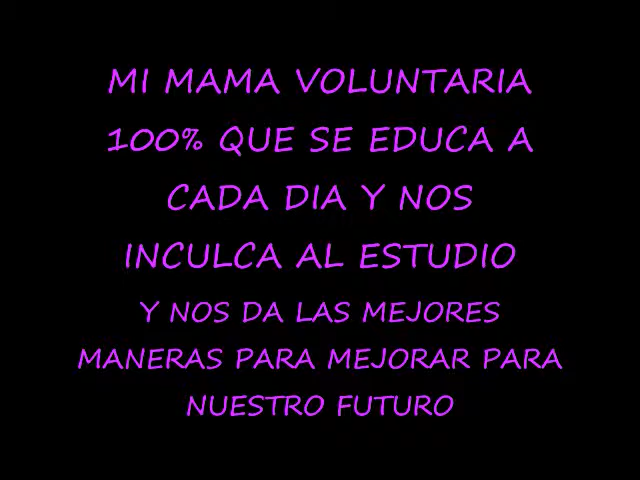 MI MAMA VOLUNTARIA
100% QUE SE EDUCA A
CADA DIA Y NOS
INCULCA AL ESTUDIO
Y NOS DA LAS MEJORES
MANERAS PARA MEJORAR PARA
NUESTRO FUTURO